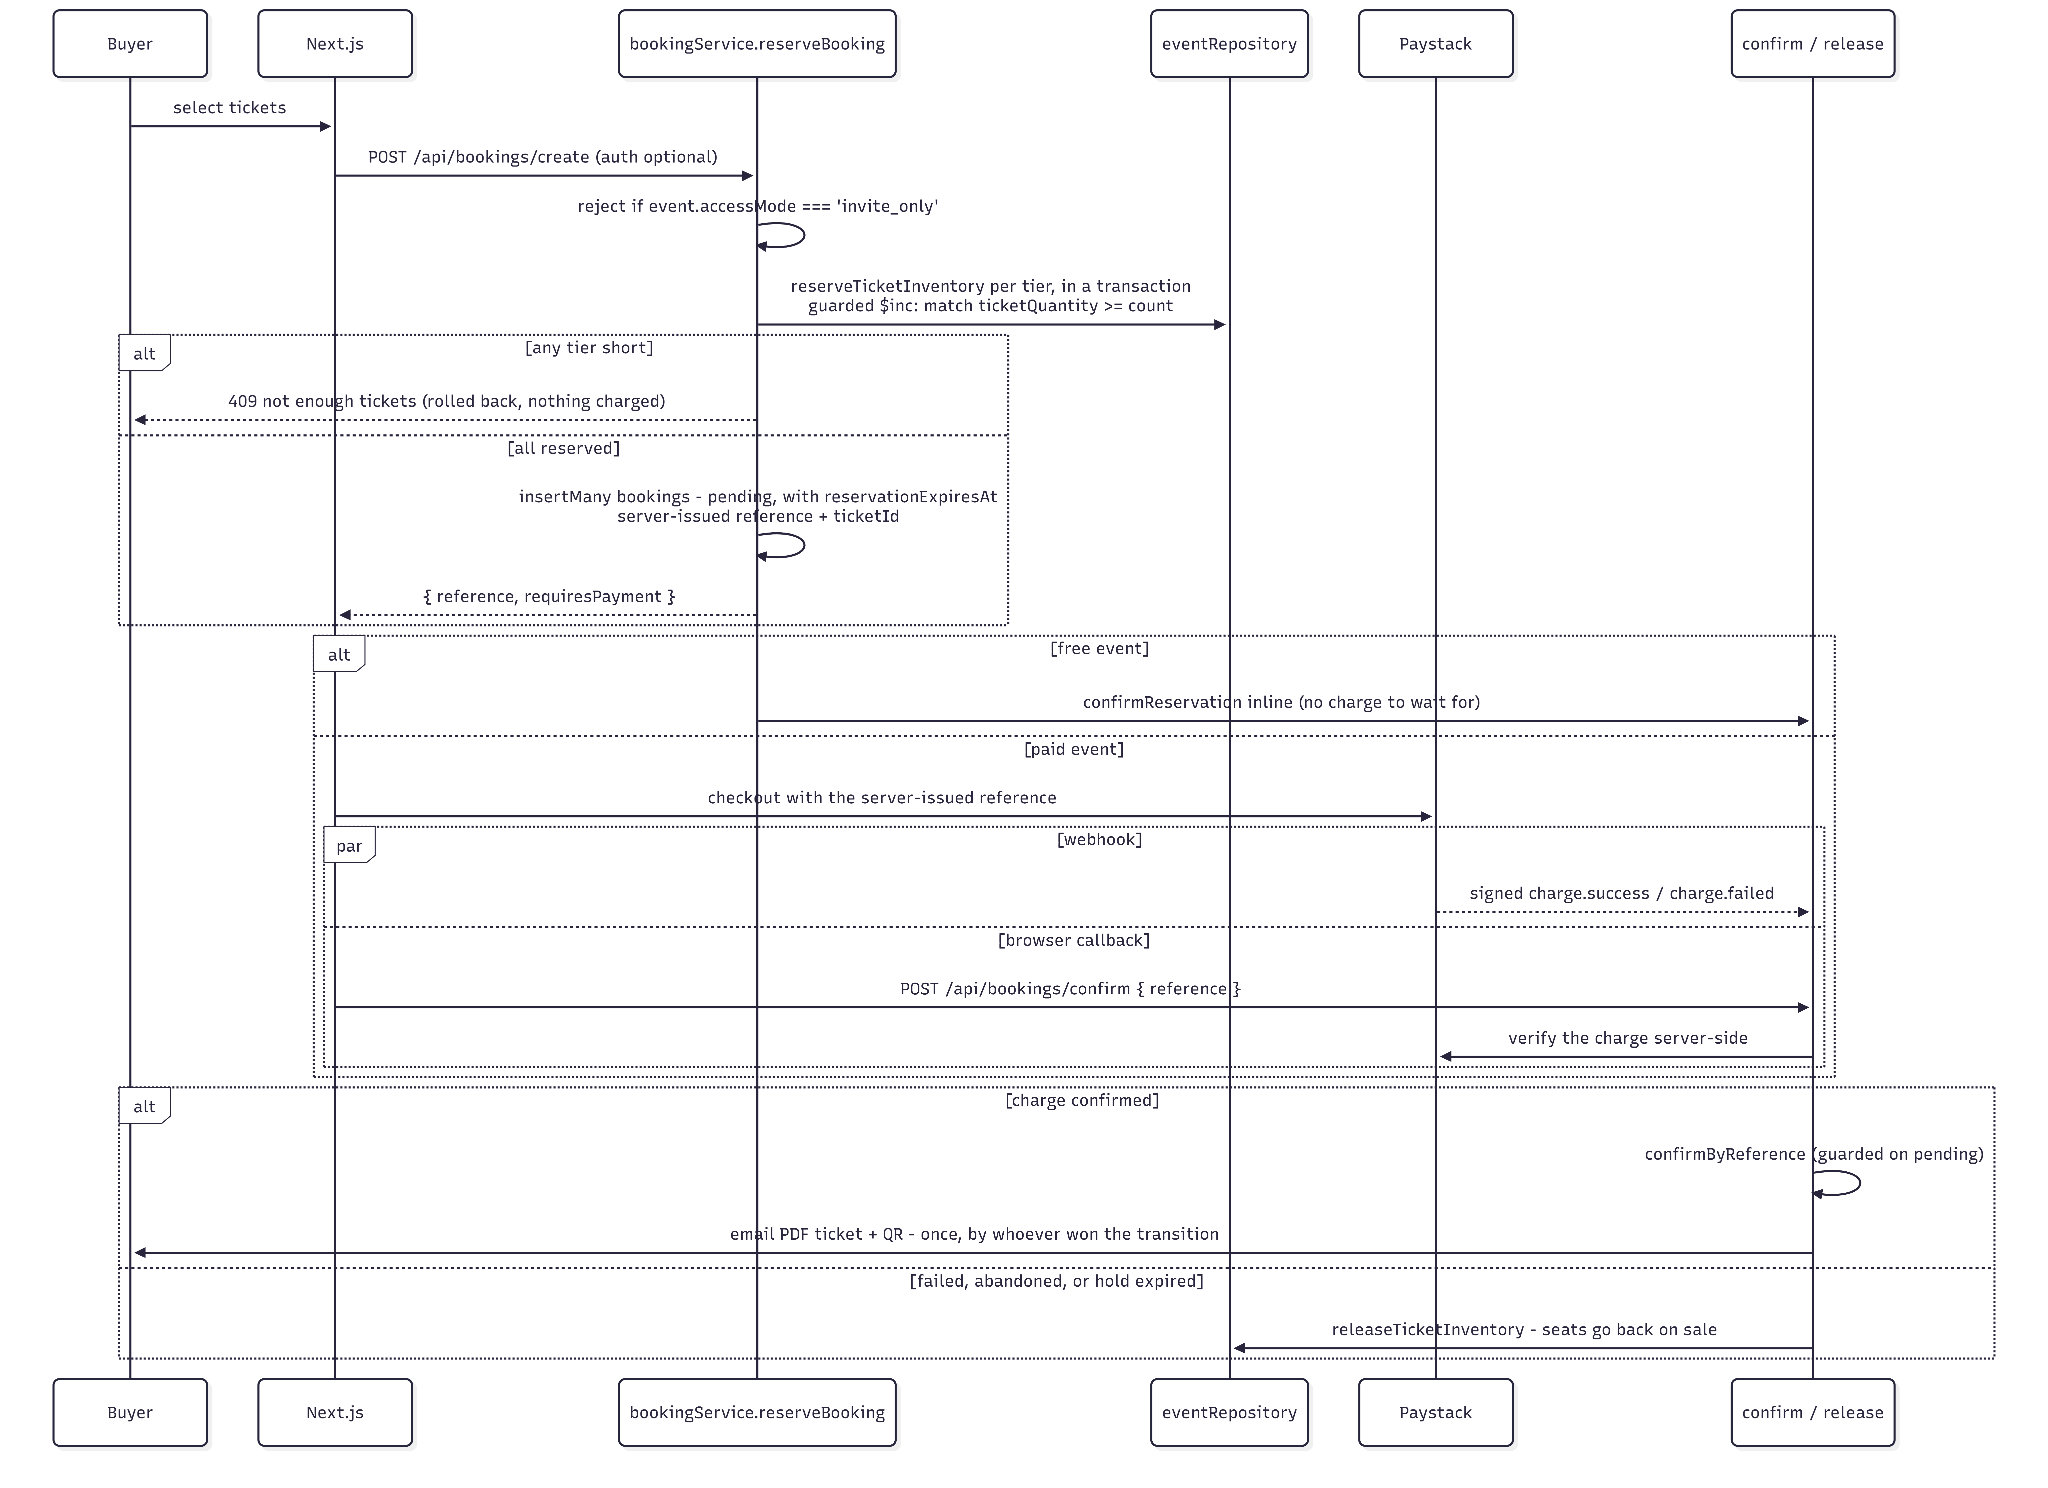 Buyer
Next.js
bookingService.reserveBooking
eventRepository
Paystack
confirm / release
select tickets
POST /api/bookings/create (auth optional)
reject if event.accessMode === 'invite_only'
reserveTicketInventory per tier, in a transaction
guarded $inc: match ticketQuantity >= count
alt
[any tier short]
409 not enough tickets (rolled back, nothing charged)
[all reserved]
insertMany bookings - pending, with reservationExpiresAt
server-issued reference + ticketId
{ reference, requiresPayment }
alt
[free event]
confirmReservation inline (no charge to wait for)
[paid event]
checkout with the server-issued reference
par
[webhook]
signed charge.success / charge.failed
[browser callback]
POST /api/bookings/confirm { reference }
verify the charge server-side
alt
[charge confirmed]
confirmByReference (guarded on pending)
email PDF ticket + QR - once, by whoever won the transition
[failed, abandoned, or hold expired]
releaseTicketInventory - seats go back on sale
Buyer
Next.js
bookingService.reserveBooking
eventRepository
Paystack
confirm / release